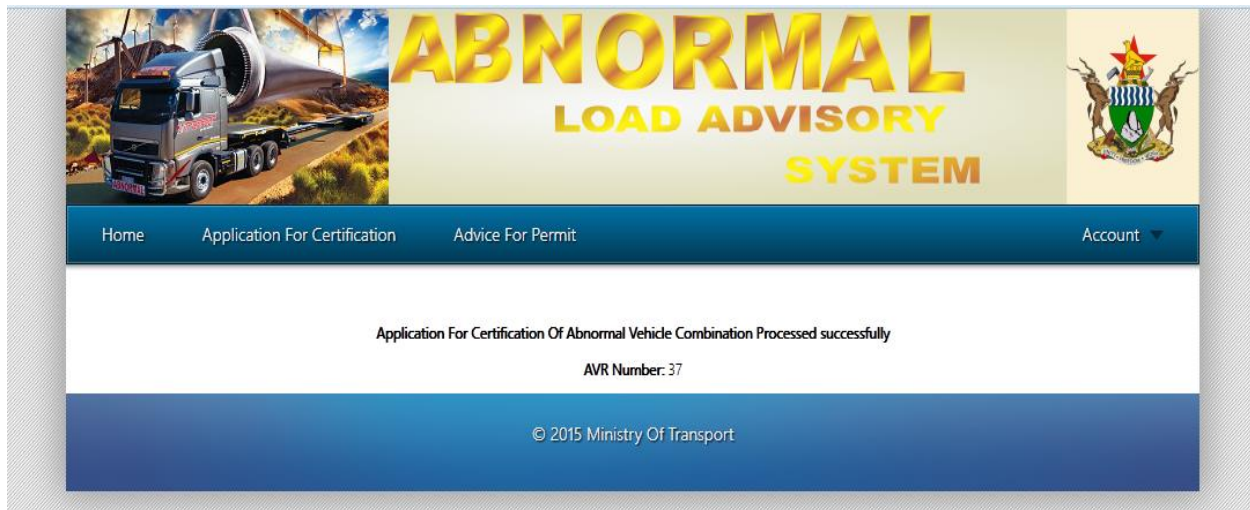 ABNORMAL
LOAD ADVISORY
SYSTEM
ABNORMAL
Home Application For Certification Advice For Permit Account
Application For Certification Of Abnormal Vehicle Combination Processed successfully
AVR Number: 37
© 2015 Ministry Of Transport